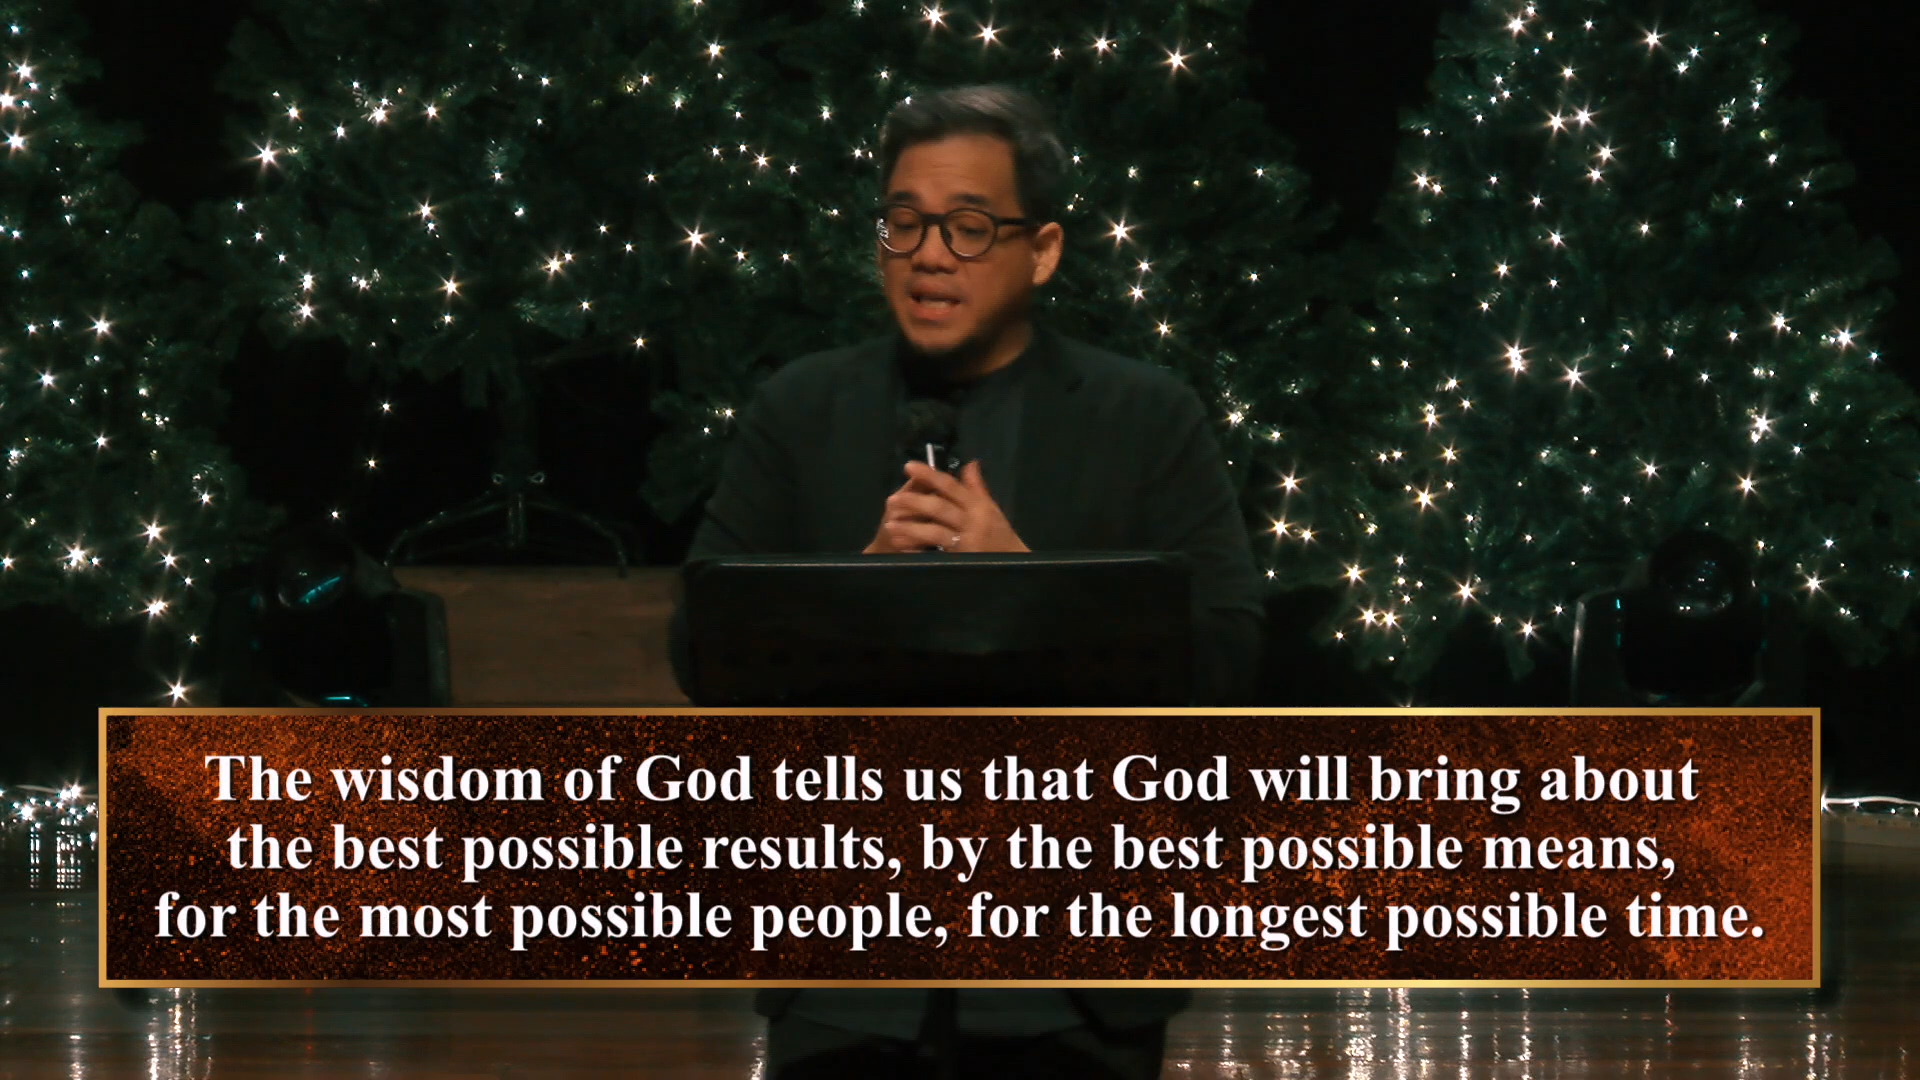 The wisdom of God tells us that God will bring about
the best possible results, by the best possible means,
for the most possible people, for the longest possible time.